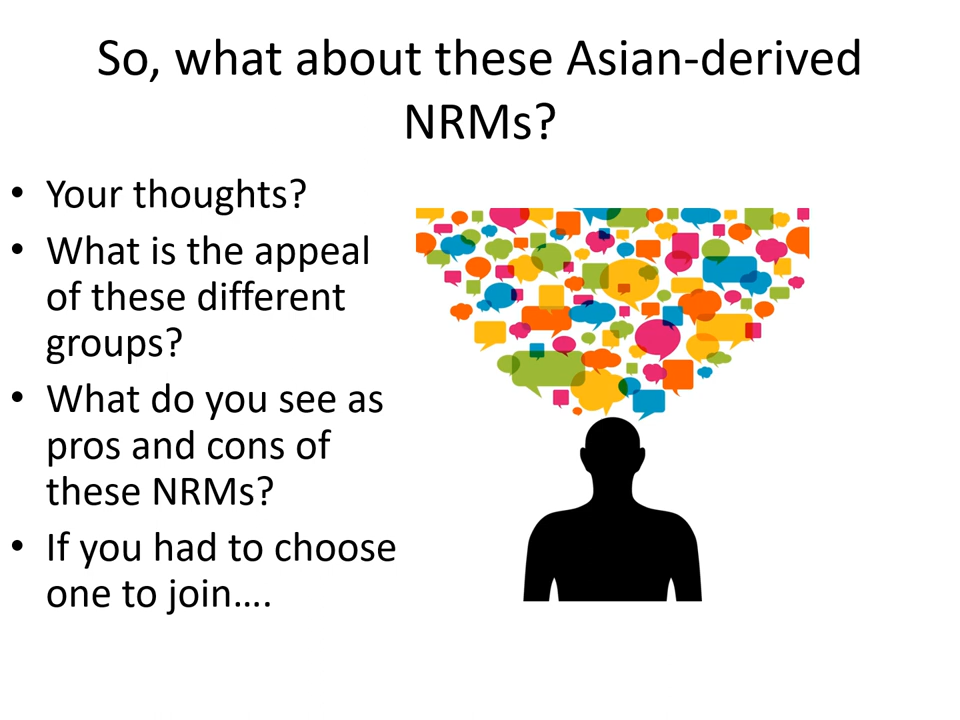 So, what about these Asian-derived
NRMs?
• Your thoughts?
• What is the appeal
of these different
groups?
• What do you see as
pros and cons of
these NRMs?
• If you had to choose
one to join….